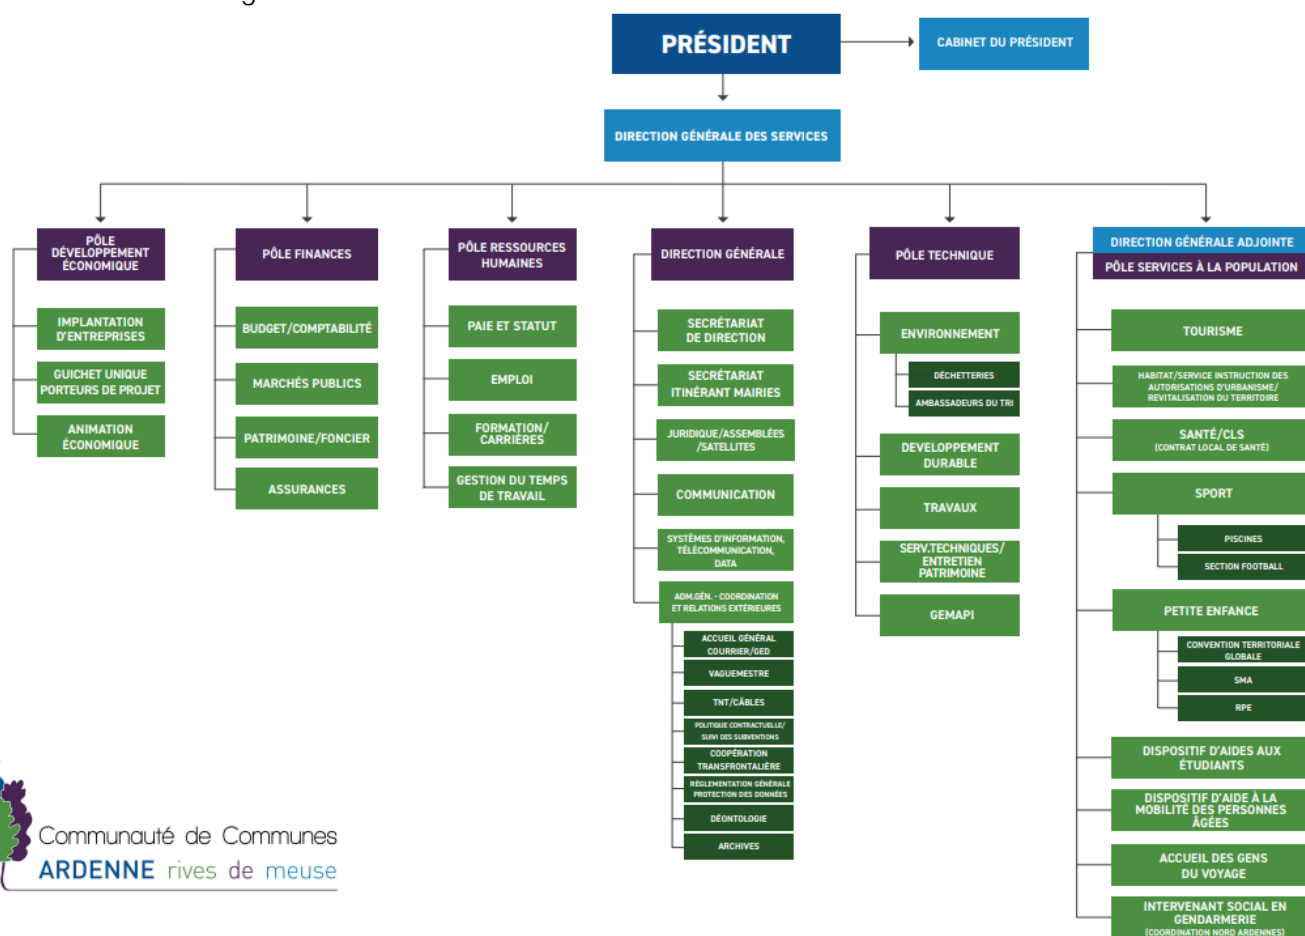 PRÉSIDENT
CABINET DU PRÉSIDENT
DIRECTION GÉNÉRALE DES SERVICES
PÔLE
DÉVELOPPEMENT
ÉCONOMIQUE
IMPLANTATION
D'ENTREPRISES
GUICHET UNIQUE
PORTEURS DE PROJET
ANIMATION
ÉCONOMIQUE
PÔLE FINANCES
BUDGET/COMPTABILITÉ
MARCHÉS PUBLICS
PATRIMOINE/FONCIER
ASSURANCES
PÔLE RESSOURCES
HUMAINES
PAIE ET STATUT
EMPLOI
FORMATION/
CARRIÈRES
GESTION DU TEMPS
DE TRAVAIL
DIRECTION GÉNÉRALE
SECRÉTARIAT
DE DIRECTION
SECRÉTARIAT
ITINÉRANT MAIRIES
JURIDIQUE/ASSEMBLÉES
/SATELLITES
COMMUNICATION
SYSTÈMES D'INFORMATION,
TÉLÉCOMMUNICATION,
DATA
ADM.GÉN. - COORDINATION
ET RELATIONS EXTÉRIEURES
ACCUEIL GÉNÉRAL
COURRIER/GED
VAGUEMESTRE
TNT/CÂBLES
POLITIQUE CONTRACTUELLE/
SUIVI DES SUBVENTIONS
COOPÉRATION
TRANSFRONTALIÈRE
RÉGLEMENTATION GÉNÉRALE
PROTECTION DES DONNÉES
DÉONTOLOGIE
ARCHIVES
PÔLE TECHNIQUE
ENVIRONNEMENT
DÉCHETTERIES
AMBASSADEURS DU TRI
DEVELOPPEMENT
DURABLE
TRAVAUX
SERV.TECHNIQUES/
ENTRETIEN
PATRIMOINE
GEMAPI
DIRECTION GÉNÉRALE ADJOINTE
PÔLE SERVICES À LA POPULATION
TOURISME
HABITAT/SERVICE INSTRUCTION DES
AUTORISATIONS D'URBANISME/
REVITALISATION DU TERRITOIRE
SANTÉ/CLS
(CONTRAT LOCAL DE SANTÉ)
SPORT
PISCINES
SECTION FOOTBALL
PETITE ENFANCE
CONVENTION TERRITORIALE
GLOBALE
SMA
RPE
DISPOSITIF D'AIDES AUX
ÉTUDIANTS
DISPOSITIF D'AIDE À LA
MOBILITÉ DES PERSONNES
ÂGÉES
ACCUEIL DES GENS
DU VOYAGE
INTERVENANT SOCIAL EN
GENDARMERIE
(COORDINATION NORD ARDENNES)
Communauté de Communes
ARDENNE rives de meuse